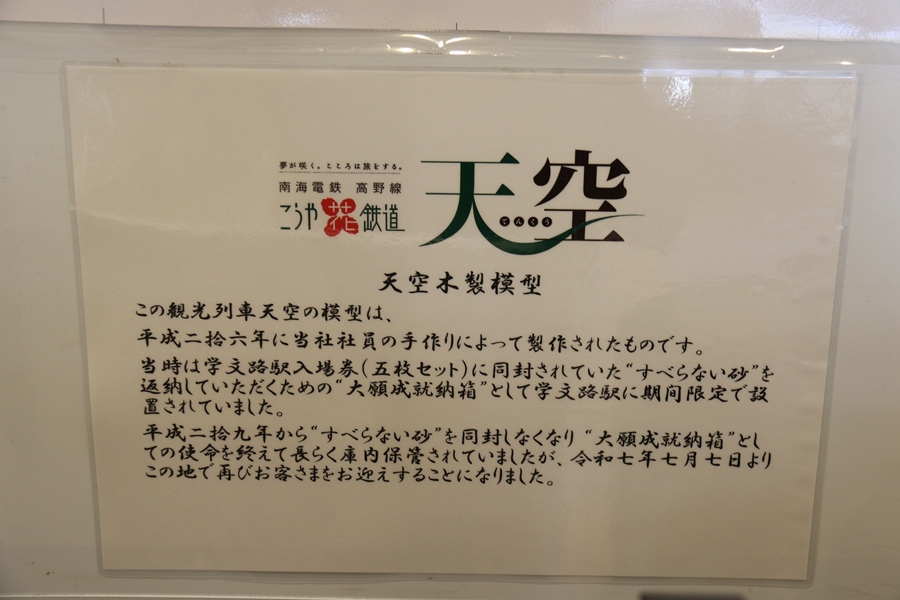 夢が咲く。こころは旅をする。
南海電鉄 高野線
こうや花鉄道
天空
てんくう
天空木製模型
この観光列車天空の模型は、
平成二拾六年に当社社員の手作りによって製作されたものです。
当時は学文路駅入場券(五枚セット)に同封されていた“すべらない砂”を
返納していただくための“大願成就納箱”として学文路駅に期間限定で設
置されていました。
平成二拾九年から“すべらない砂”を同封しなくなり “大願成就納箱”とし
ての使命を終えて長らく庫内保管されていましたが、令和七年七月七日より
この地で再びお客さまをお迎えすることになりました。